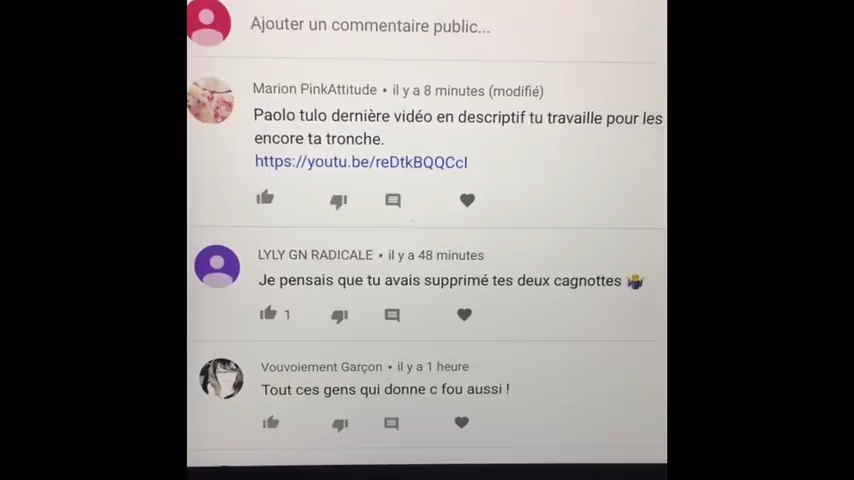 Ajouter un commentaire public...
Marion PinkAttitude • il y a 8 minutes (modifié)
Paolo tulo dernière vidéo en descriptif tu travaille pour les
encore ta tronche.
https://youtu.be/reDtkBQQCcI
LYLY GN RADICALE • il y a 48 minutes
Je pensais que tu avais supprimé tes deux cagnottes 🤷
1
Vouvoiement Garçon • il y a 1 heure
Tout ces gens qui donne c fou aussi !